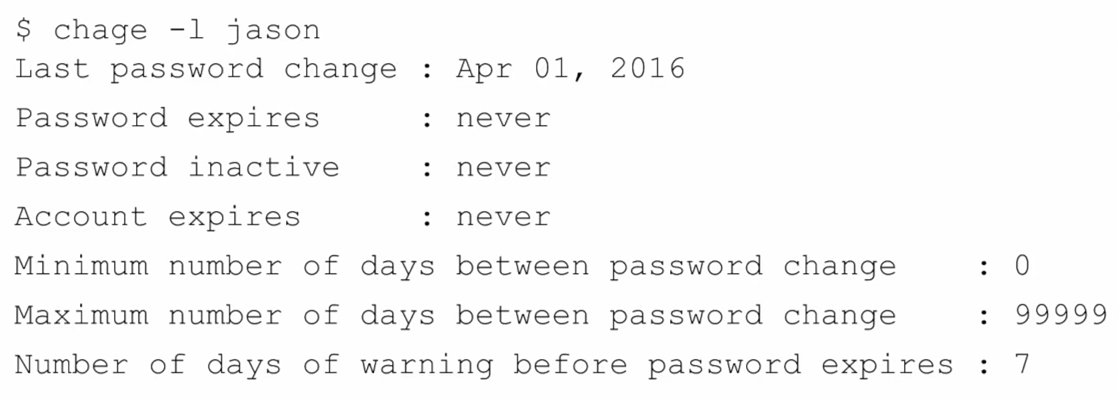 $ chage -l jason
Last password change : Apr 01, 2016
Password expires     : never
Password inactive    : never
Account expires      : never
Minimum number of days between password change    : 0
Maximum number of days between password change    : 99999
Number of days of warning before password expires : 7